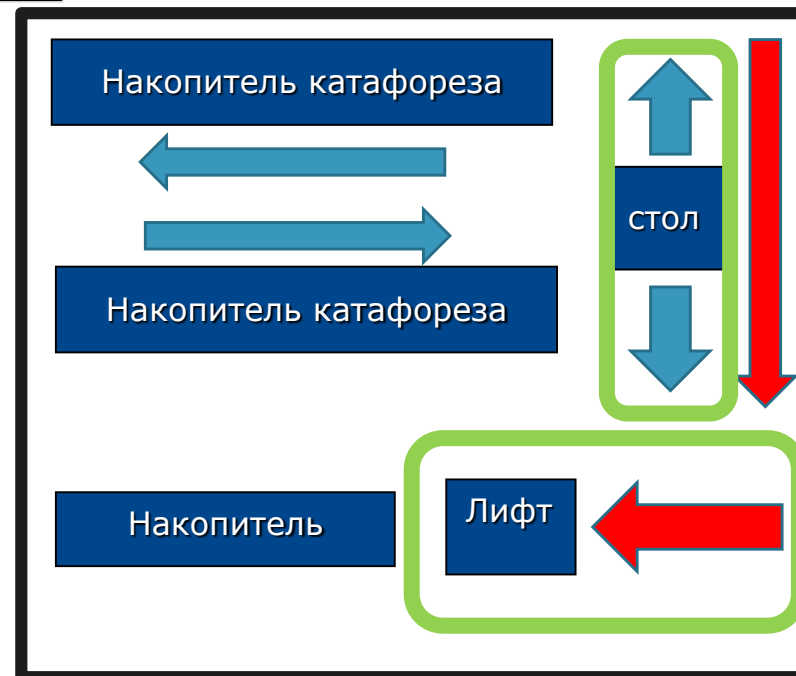 Накопитель катафореза
стол
Накопитель катафореза
Накопитель
Лифт